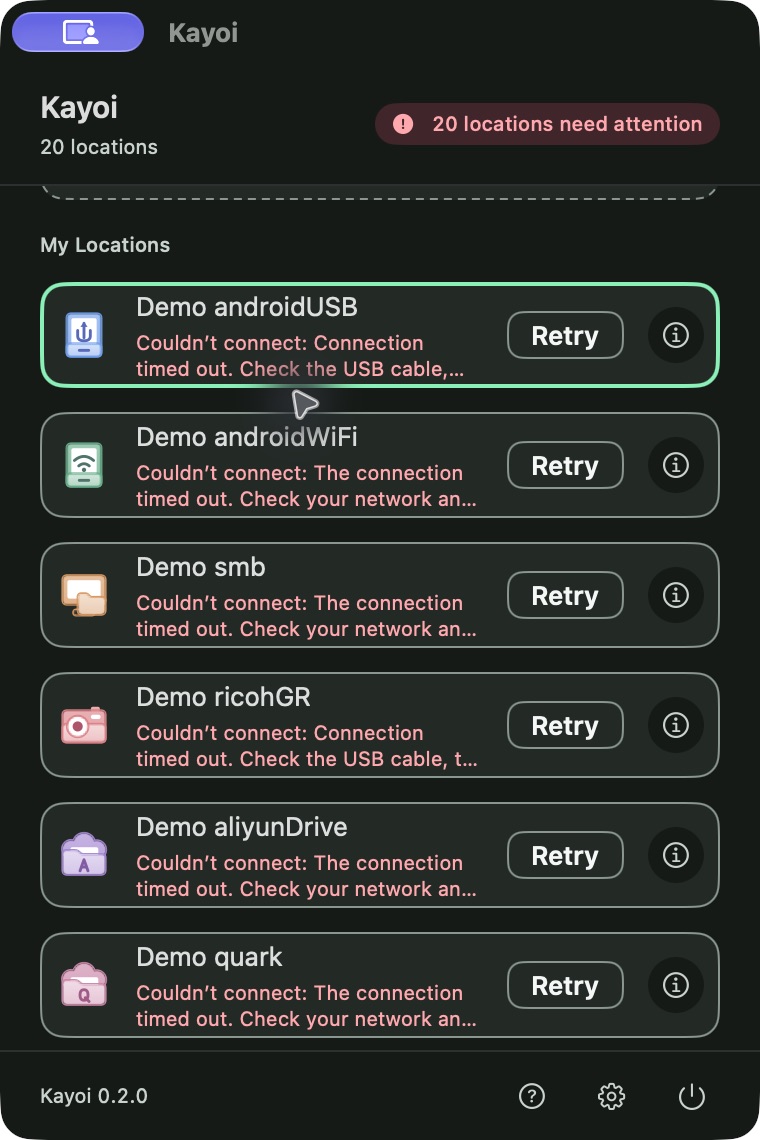 Kayoi
Kayoi
20 locations
20 locations need attention
My Locations
Demo androidUSB
Couldn’t connect: Connection
timed out. Check the USB cable,...
Retry
Demo androidWiFi
Couldn’t connect: The connection
timed out. Check your network an...
Retry
Demo smb
Couldn’t connect: The connection
timed out. Check your network an...
Retry
Demo ricohGR
Couldn’t connect: Connection
timed out. Check the USB cable, t...
Retry
A
Demo aliyunDrive
Couldn’t connect: The connection
timed out. Check your network an...
Retry
Q
Demo quark
Couldn’t connect: The connection
timed out. Check your network an...
Retry
Kayoi 0.2.0